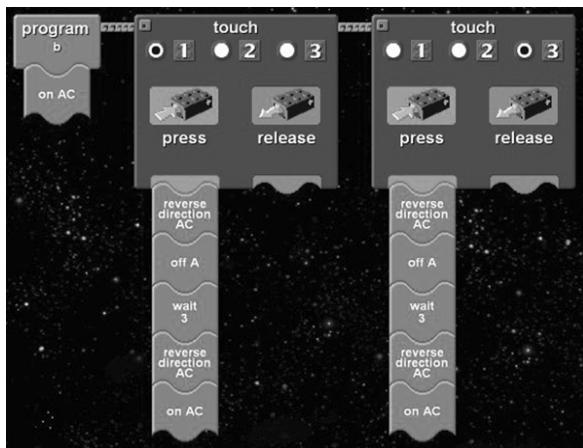 program
b
on AC
touch
1 2 3
press release
reverse
direction
AC
off A
wait
3
reverse
direction
AC
on AC
touch
1 2 3
press release
reverse
direction
AC
off A
wait
3
reverse
direction
AC
on AC